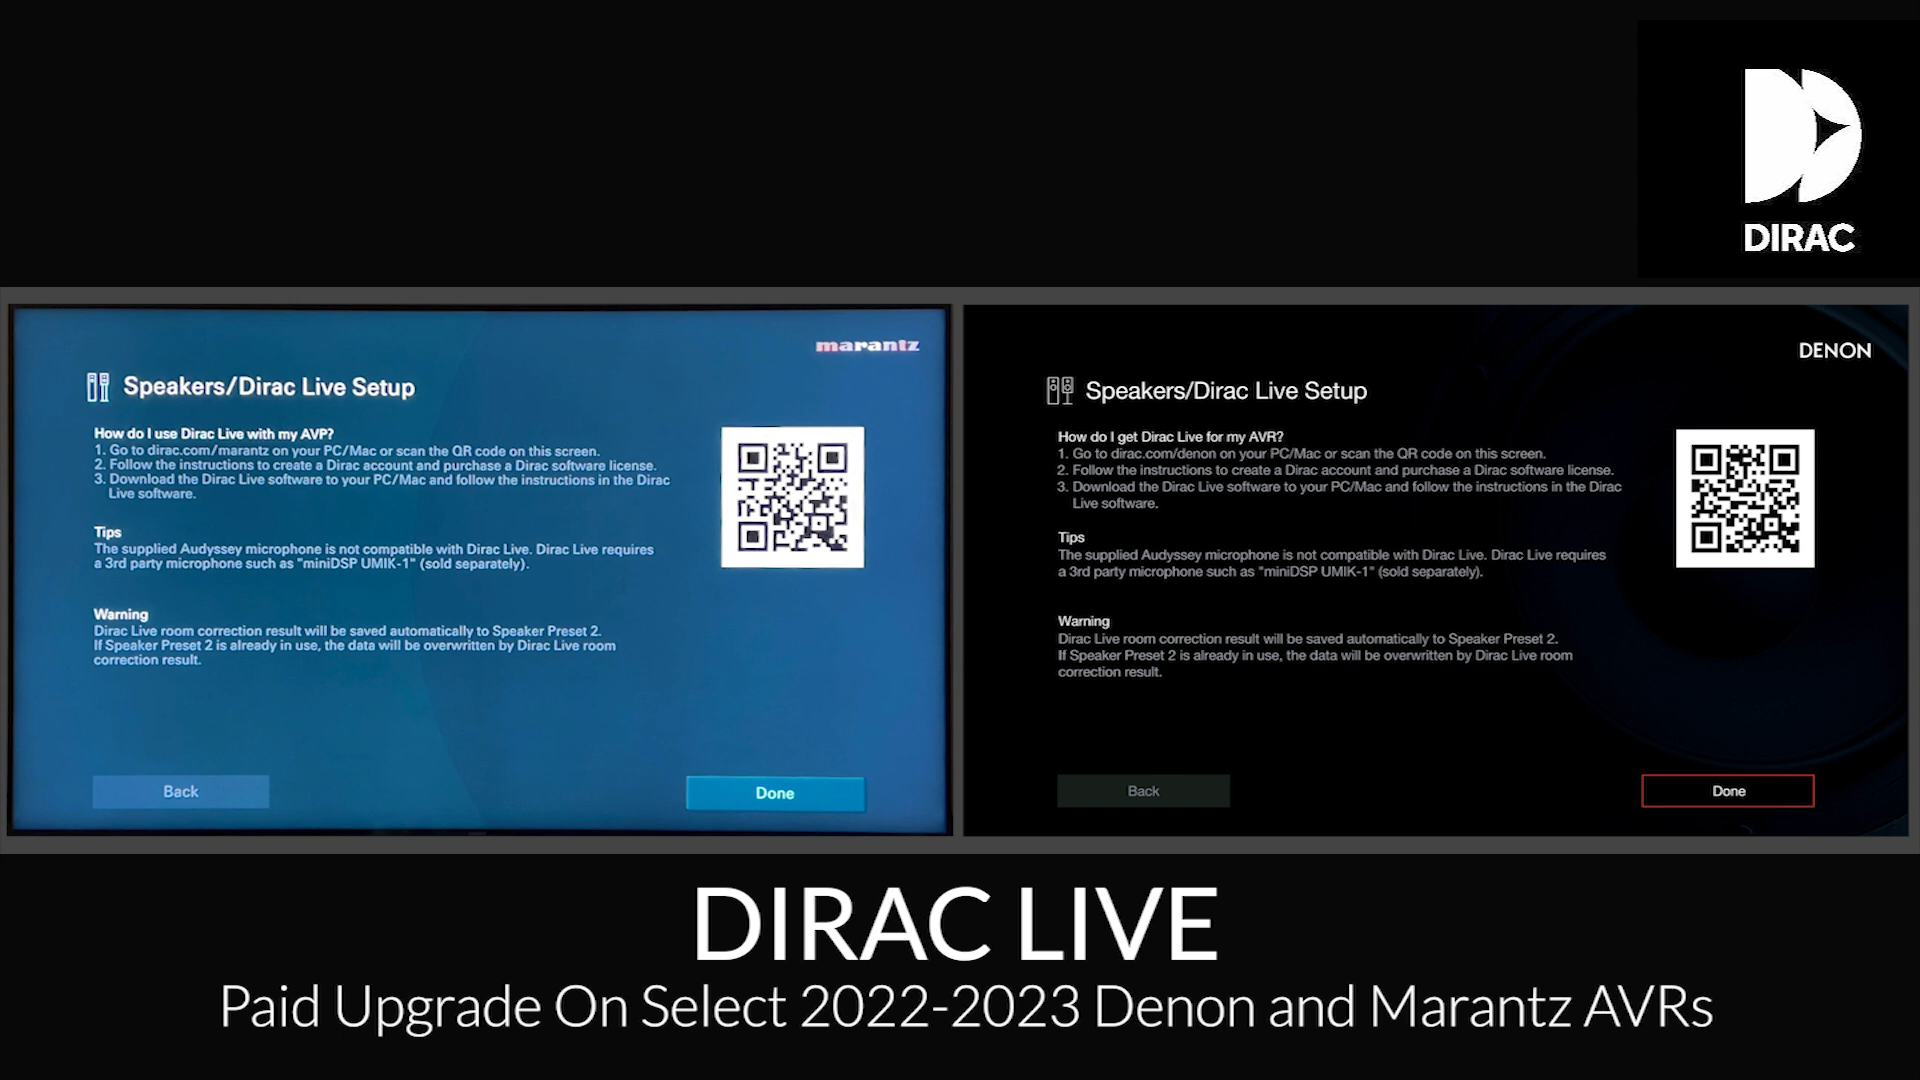 DIRAC
marantz
Speakers/Dirac Live Setup
How do I use Dirac Live with my AVP?
1. Go to dirac.com/marantz on your PC/Mac or scan the QR code on this screen.
2. Follow the instructions to create a Dirac account and purchase a Dirac software license.
3. Download the Dirac Live software to your PC/Mac and follow the instructions in the Dirac
Live software.
Tips
The supplied Audyssey microphone is not compatible with Dirac Live. Dirac Live requires
a 3rd party microphone such as "miniDSP UMIK-1" (sold separately).
Warning
Dirac Live room correction result will be saved automatically to Speaker Preset 2.
If Speaker Preset 2 is already in use, the data will be overwritten by Dirac Live room
correction result.
Back
Done
DENON
Speakers/Dirac Live Setup
How do I get Dirac Live for my AVR?
1. Go to dirac.com/denon on your PC/Mac or scan the QR code on this screen.
2. Follow the instructions to create a Dirac account and purchase a Dirac software license.
3. Download the Dirac Live software to your PC/Mac and follow the instructions in the Dirac
Live software.
Tips
The supplied Audyssey microphone is not compatible with Dirac Live. Dirac Live requires
a 3rd party microphone such as "miniDSP UMIK-1" (sold separately).
Warning
Dirac Live room correction result will be saved automatically to Speaker Preset 2.
If Speaker Preset 2 is already in use, the data will be overwritten by Dirac Live room
correction result.
Back
Done
DIRAC LIVE
Paid Upgrade On Select 2022-2023 Denon and Marantz AVRs